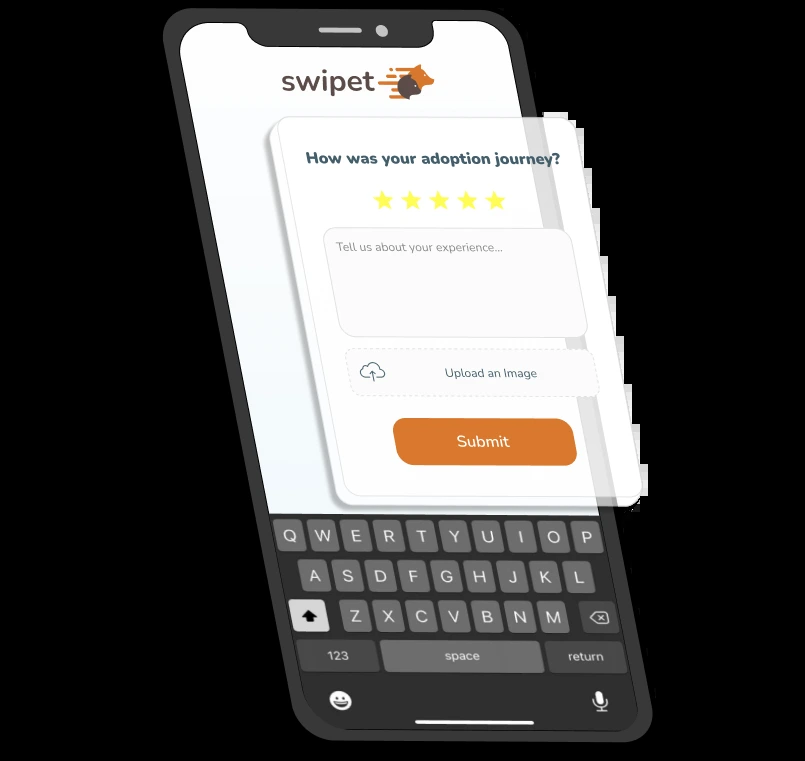 swipet
How was your adoption journey?
Tell us about your experience...
Upload an Image
Submit
Q W E R T Y U I O P
A S D F G H J K L
Z X C V B N M
123 space return